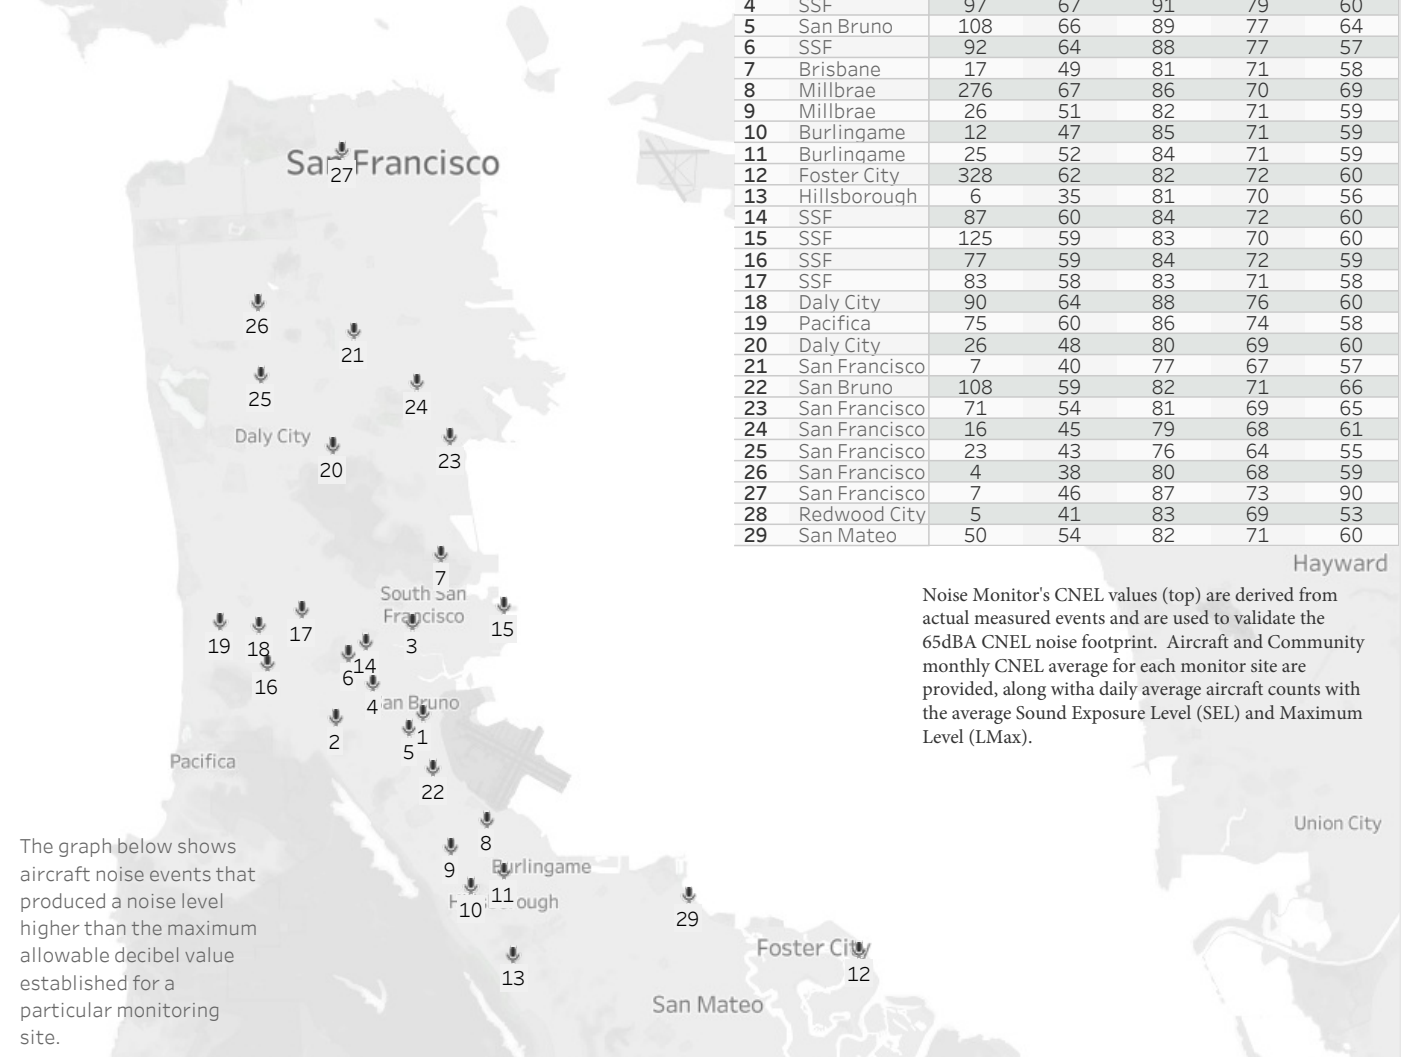 4 SSF 97 67 91 79 60
5 San Bruno 108 66 89 77 64
6 SSF 92 64 88 77 57
7 Brisbane 17 49 81 71 58
8 Millbrae 276 67 86 70 69
9 Millbrae 26 51 82 71 59
10 Burlingame 12 47 85 71 59
11 Burlingame 25 52 84 71 59
12 Foster City 328 62 82 72 60
13 Hillsborough 6 35 81 70 56
14 SSF 87 60 84 72 60
15 SSF 125 59 83 70 60
16 SSF 77 59 84 72 59
17 SSF 83 58 83 71 58
18 Daly City 90 64 88 76 60
19 Pacifica 75 60 86 74 58
20 Daly City 26 48 80 69 60
21 San Francisco 7 40 77 67 57
22 San Bruno 108 59 82 71 66
23 San Francisco 71 54 81 69 65
24 San Francisco 16 45 79 68 61
25 San Francisco 23 43 76 64 55
26 San Francisco 4 38 80 68 59
27 San Francisco 7 46 87 73 90
28 Redwood City 5 41 83 69 53
29 San Mateo 50 54 82 71 60
San Francisco
27
26
21
25
24
Daly City
23
20
7
South San
Francisco
15
17
19
18
3
14
6
16
4
San Bruno
2
1
5
Pacifica
22
8
9
Burlingame
11
10
29
13
Foster City
12
San Mateo
Hayward
Union City
Noise Monitor's CNEL values (top) are derived from
actual measured events and are used to validate the
65dBA CNEL noise footprint. Aircraft and Community
monthly CNEL average for each monitor site are
provided, along witha daily average aircraft counts with
the average Sound Exposure Level (SEL) and Maximum
Level (LMax).
The graph below shows
aircraft noise events that
produced a noise level
higher than the maximum
allowable decibel value
established for a
particular monitoring
site.